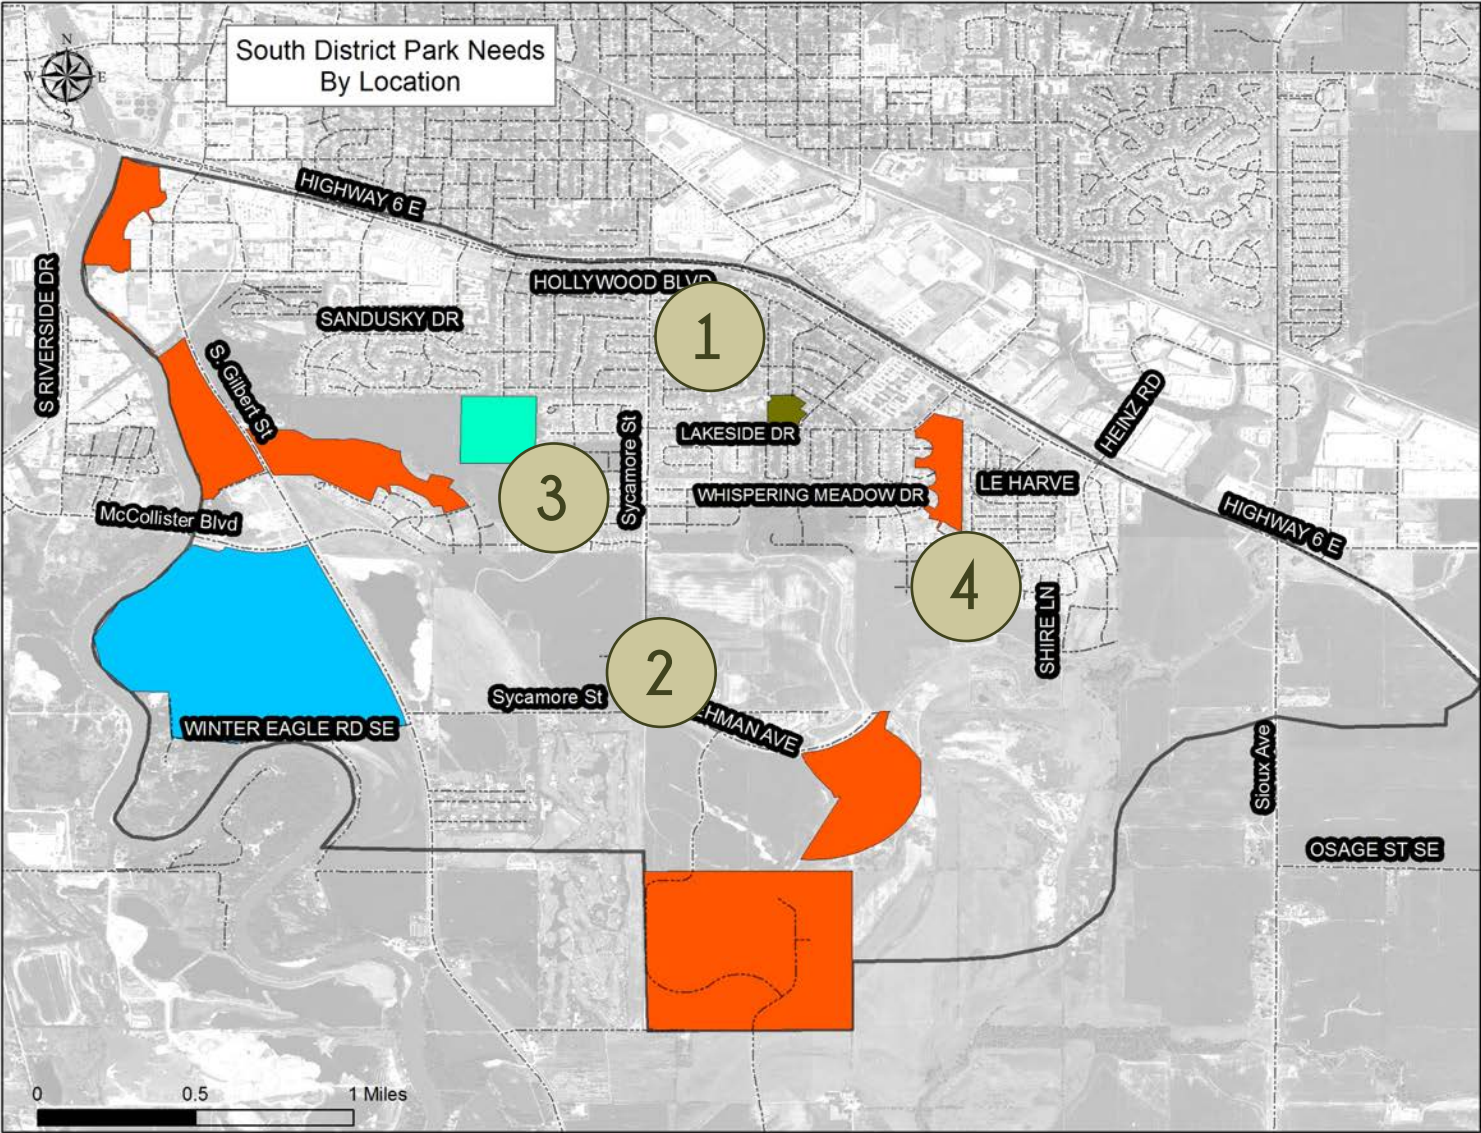 South District Park Needs
By Location
N
W
E
S
HIGHWAY 6 E
S RIVERSIDE DR
HOLLYWOOD BLVD
SANDUSKY DR
1
S. Gilbert St
HEINZ RD
Sycamore St
LAKESIDE DR
3
WHISPERING MEADOW DR
LE HARVE
McCollister Blvd
HIGHWAY 6 E
4
SHIRE LN
2
Sycamore St
EHMAN AVE
WINTER EAGLE RD SE
Sioux Ave
OSAGE ST SE
0
0.5
1 Miles